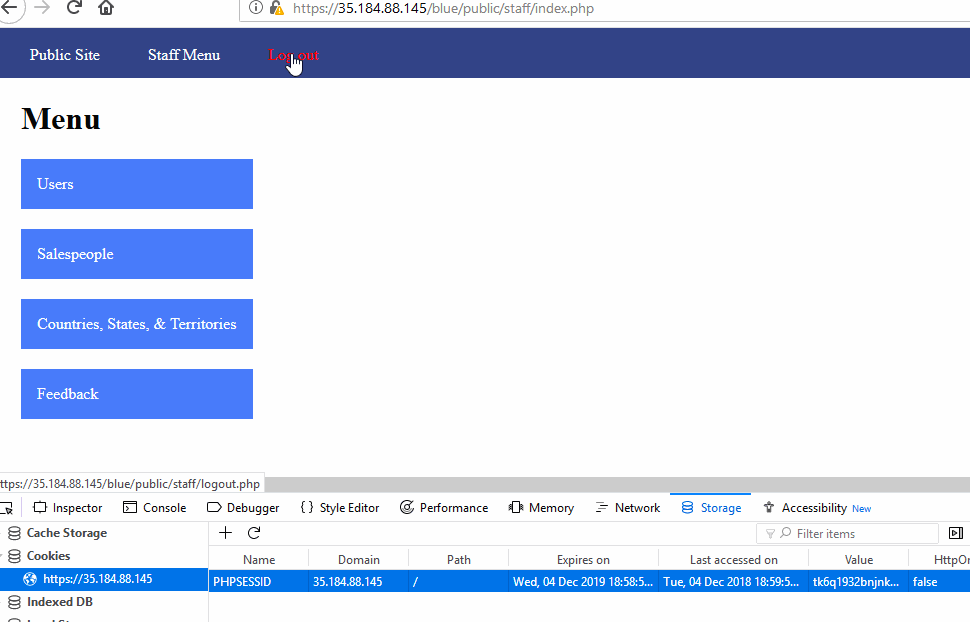 https://35.184.88.145/blue/public/staff/index.php
Public Site Staff Menu Log out
Menu
Users
Salespeople
Countries, States, & Territories
Feedback
ttps://35.184.88.145/blue/public/staff/logout.php
Inspector Console Debugger Style Editor Performance Memory Network Storage Accessibility New
Cache Storage
Filter items
Cookies
Name Domain Path Expires on Last accessed on Value HttpOn
https://35.184.88.145
PHPSESSID 35.184.88.145 / Wed, 04 Dec 2019 18:58:5... Tue, 04 Dec 2018 18:59:5... tk6q1932bnjnk... false
Indexed DB